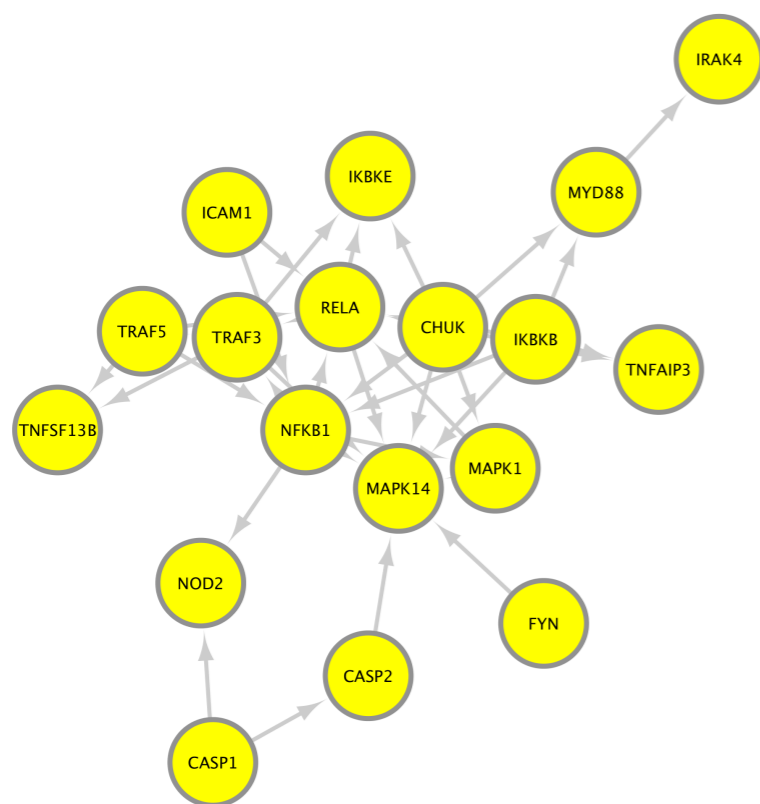 IRAK4
IKBKE
MYD88
ICAM1
RELA
CHUK
TRAF5
TRAF3
IKBKB
TNFAIP3
TNFSF13B
NFKB1
MAPK1
MAPK14
NOD2
FYN
CASP2
CASP1